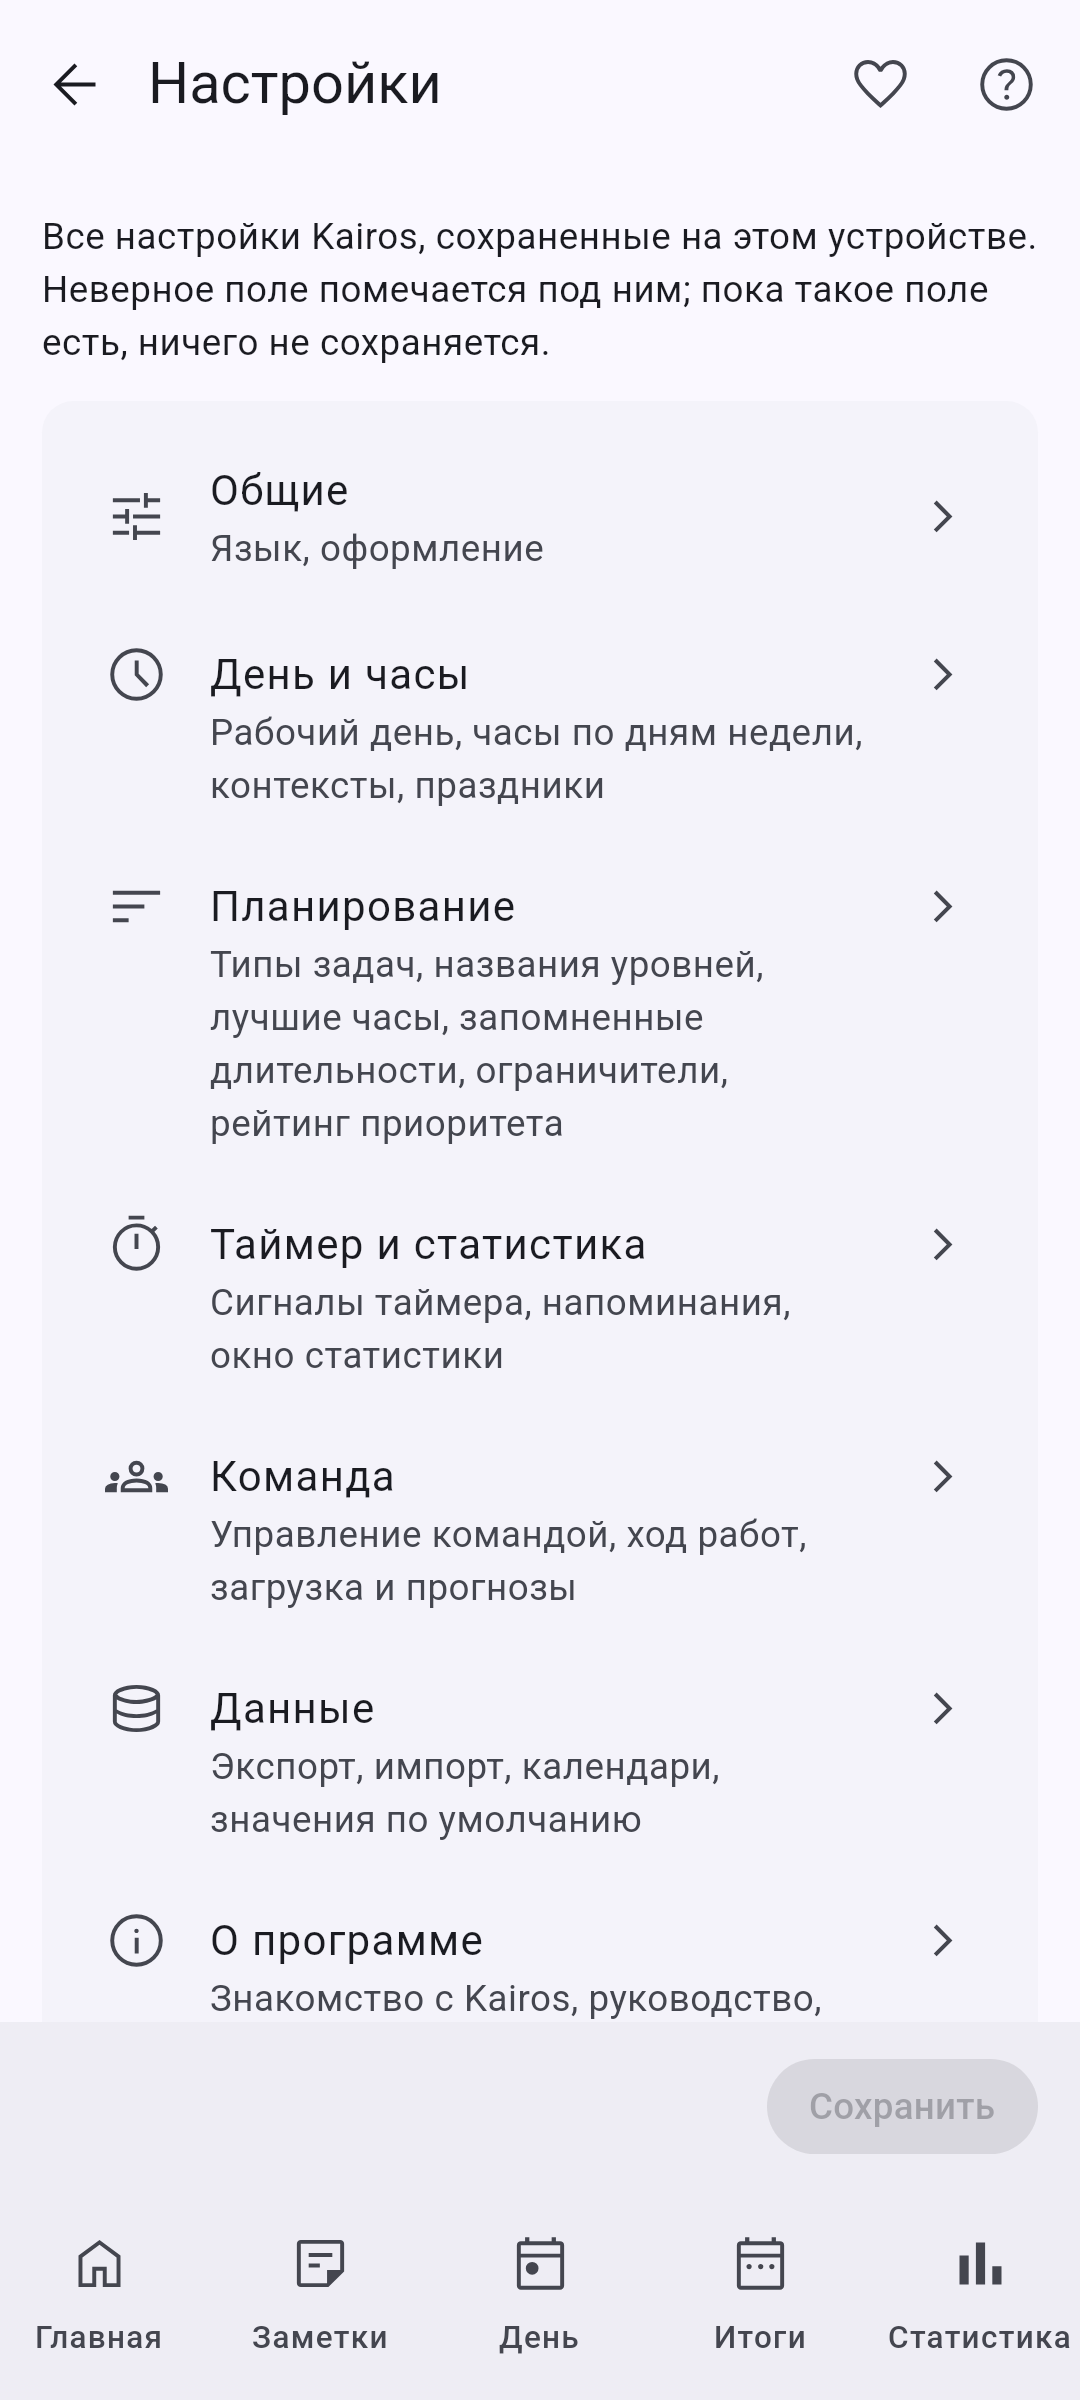 Настройки
Все настройки Kairos, сохраненные на этом устройстве.
Неверное поле помечается под ним; пока такое поле
есть, ничего не сохраняется.
Общие
Язык, оформление
День и часы
Рабочий день, часы по дням недели,
контексты, праздники
Планирование
Типы задач, названия уровней,
лучшие часы, запомненные
длительности, ограничители,
рейтинг приоритета
Таймер и статистика
Сигналы таймера, напоминания,
окно статистики
Команда
Управление командой, ход работ,
загрузка и прогнозы
Данные
Экспорт, импорт, календари,
значения по умолчанию
О программе
Знакомство с Kairos, руководство,
Сохранить
Главная Заметки День Итоги Статистика